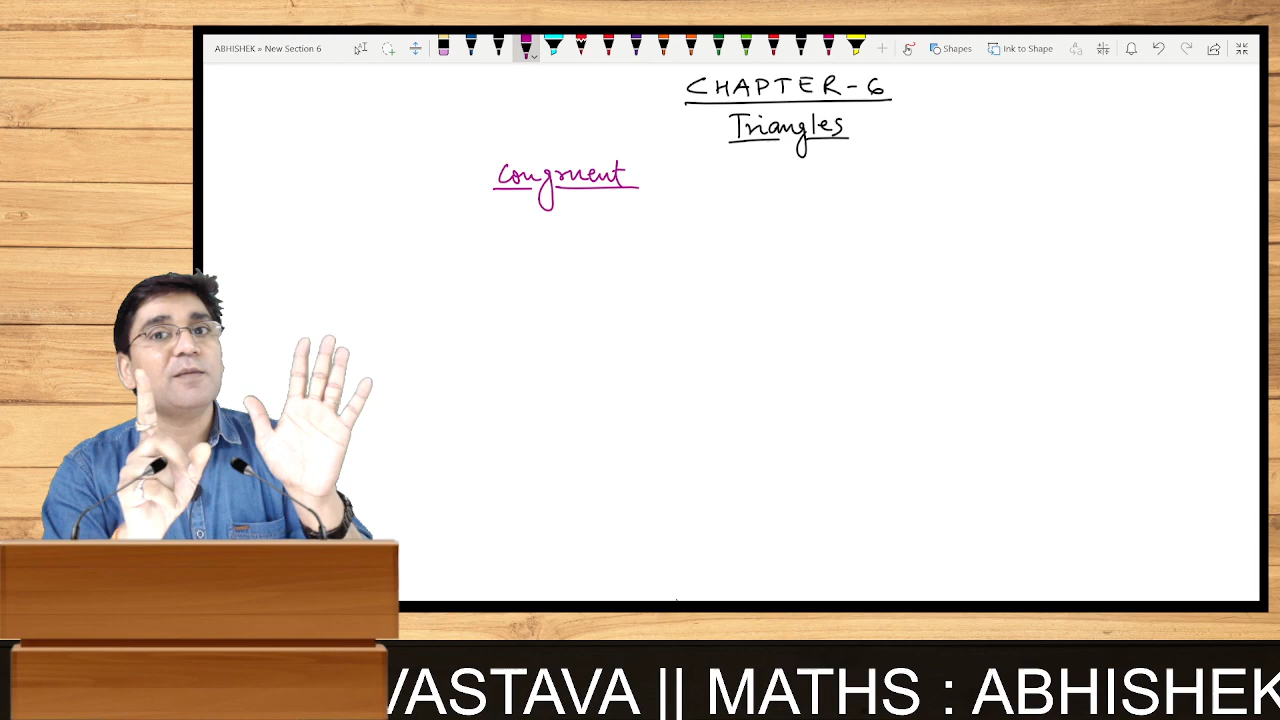 ABHISHEK » New Section 6
Shapes
Ink to Shape
CHAPTER-6
Triangles
Congruent
VASTAVA || MATHS : ABHISHEK